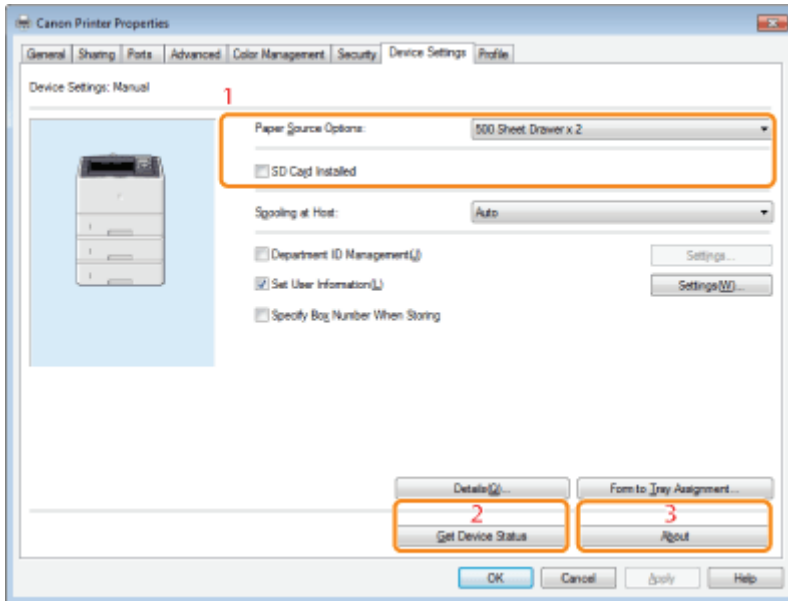 Canon Printer Properties
General Sharing Ports Advanced Color Management Security Device Settings Profile
Device Settings: Manual
1
Paper Source Options: 500 Sheet Drawer x 2
SD Card Installed
Spooling at Host: Auto
Department ID Management(J) Settings...
Set User Information(L) Settings(W)...
Specify Box Number When Storing
Details(Q)... Form to Tray Assignment...
2 3
Get Device Status About
OK Cancel Apply Help